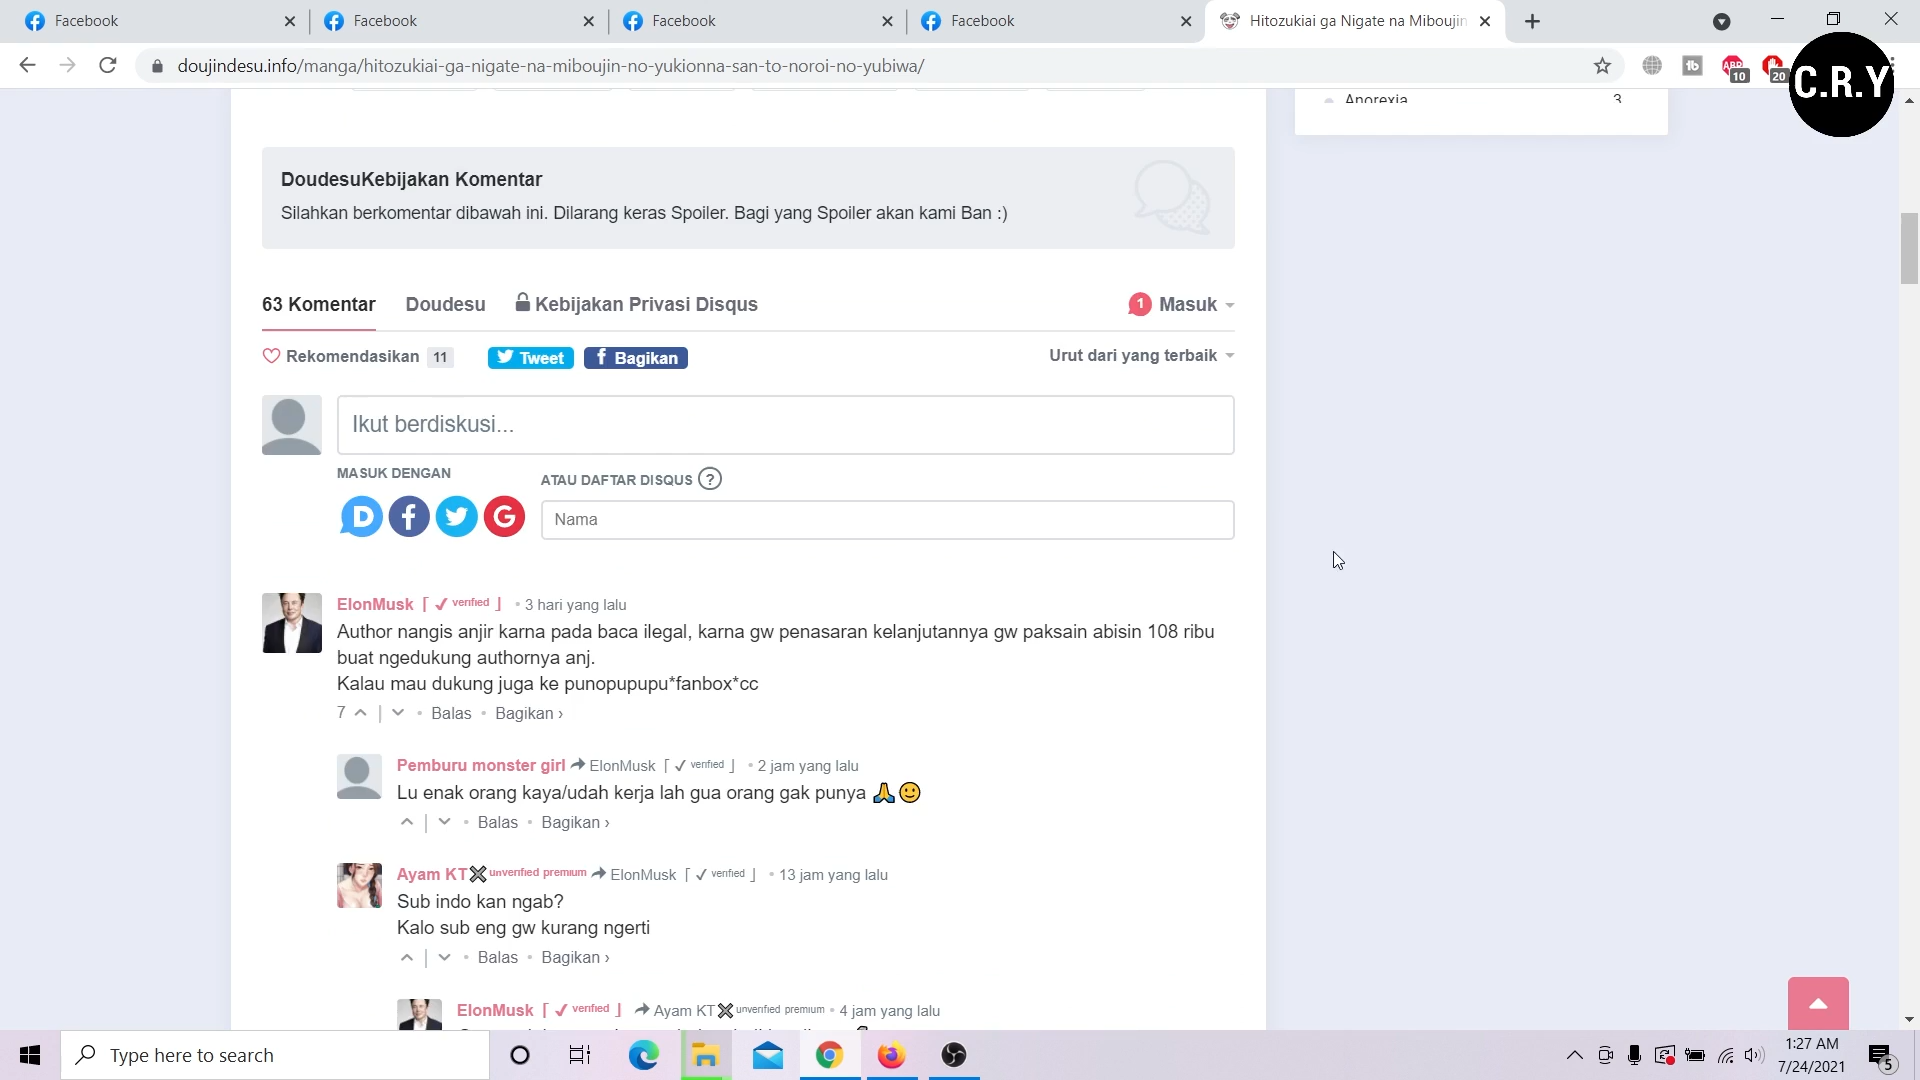 Facebook
Facebook
Facebook
Facebook
Hitozukiai ga Nigate na Miboujin
doujindesu.info/manga/hitozukiai-ga-nigate-na-miboujin-no-yukionna-san-to-noroi-no-yubiwa/
tb
ABP
10
20
C.R.Y
Anorexia 3
DoudesuKebijakan Komentar
Silahkan berkomentar dibawah ini. Dilarang keras Spoiler. Bagi yang Spoiler akan kami Ban :)
63 Komentar Doudesu Kebijakan Privasi Disqus 1 Masuk
Rekomendasikan 11 Tweet f Bagikan Urut dari yang terbaik
Ikut berdiskusi...
MASUK DENGAN
ATAU DAFTAR DISQUS ?
D f G
Nama
ElonMusk ⌈ ✓ verified ⌋ • 3 hari yang lalu
Author nangis anjir karna pada baca ilegal, karna gw penasaran kelanjutannya gw paksain abisin 108 ribu
buat ngedukung authornya anj.
Kalau mau dukung juga ke punopupupu*fanbox*cc
7 | • Balas • Bagikan ›
Pemburu monster girl ElonMusk ⌈ ✓ verified ⌋ • 2 jam yang lalu
Lu enak orang kaya/udah kerja lah gua orang gak punya 🙏🙂
| • Balas • Bagikan ›
Ayam KT❌ unverified premium ElonMusk ⌈ ✓ verified ⌋ • 13 jam yang lalu
Sub indo kan ngab?
Kalo sub eng gw kurang ngerti
| • Balas • Bagikan ›
ElonMusk ⌈ ✓ verified ⌋ Ayam KT❌ unverified premium • 4 jam yang lalu
Type here to search
1:27 AM
7/24/2021
5